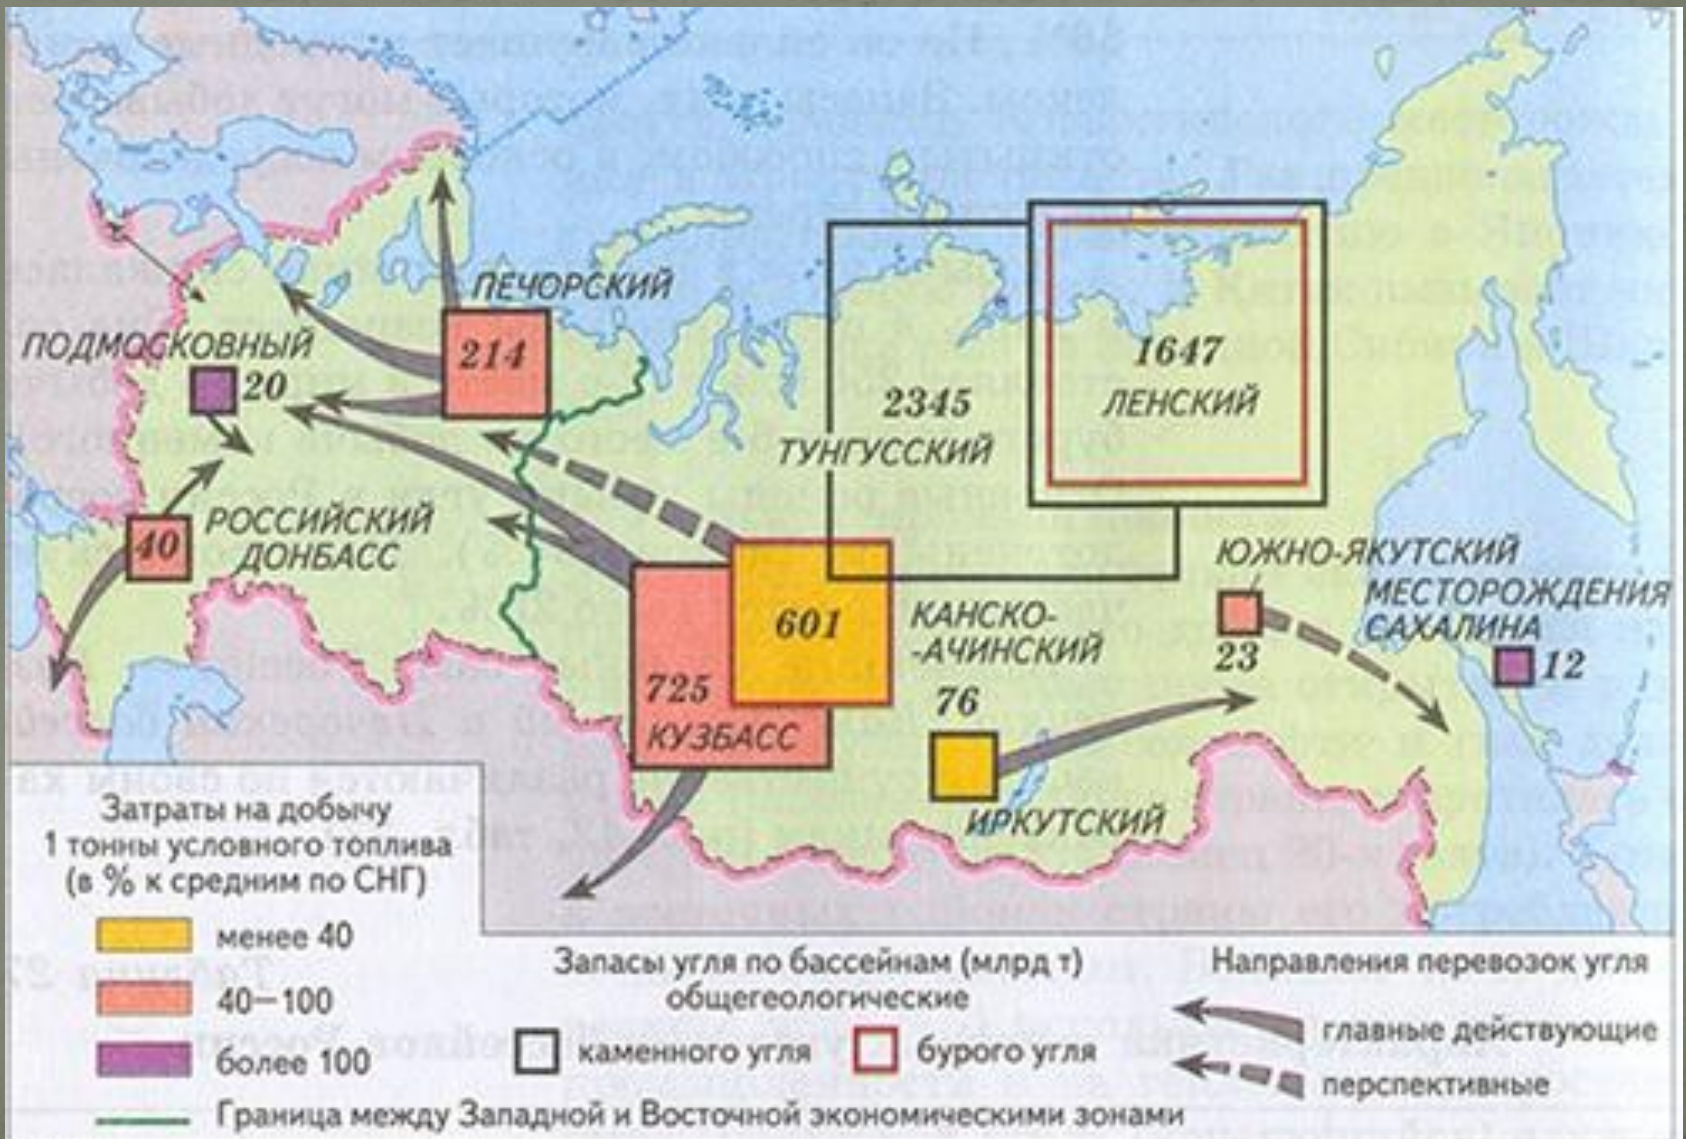 ПЕЧОРСКИЙ
214
ПОДМОСКОВНЫЙ
20
1647
ЛЕНСКИЙ
2345
ТУНГУССКИЙ
РОССИЙСКИЙ
ДОНБАСС
40
ЮЖНО-ЯКУТСКИЙ
23
МЕСТОРОЖДЕНИЯ
САХАЛИНА
12
601
КАНСКО-
-АЧИНСКИЙ
725
КУЗБАСС
76
ИРКУТСКИЙ
Затраты на добычу
1 тонны условного топлива
(в % к средним по СНГ)
менее 40
40–100
более 100
Запасы угля по бассейнам (млрд т)
общегеологические
каменного угля
бурого угля
Направления перевозок угля
главные действующие
перспективные
Граница между Западной и Восточной экономическими зонами